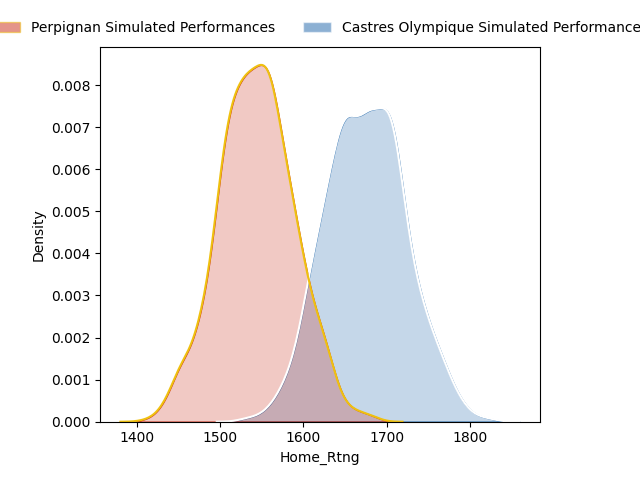 Perpignan Simulated Performances Castres Olympique Simulated Performance
0.008
0.007
0.006
0.005
0.004
0.003
0.002
0.001
0.000
Density
1400 1500 1600 1700 1800
Home_Rtng